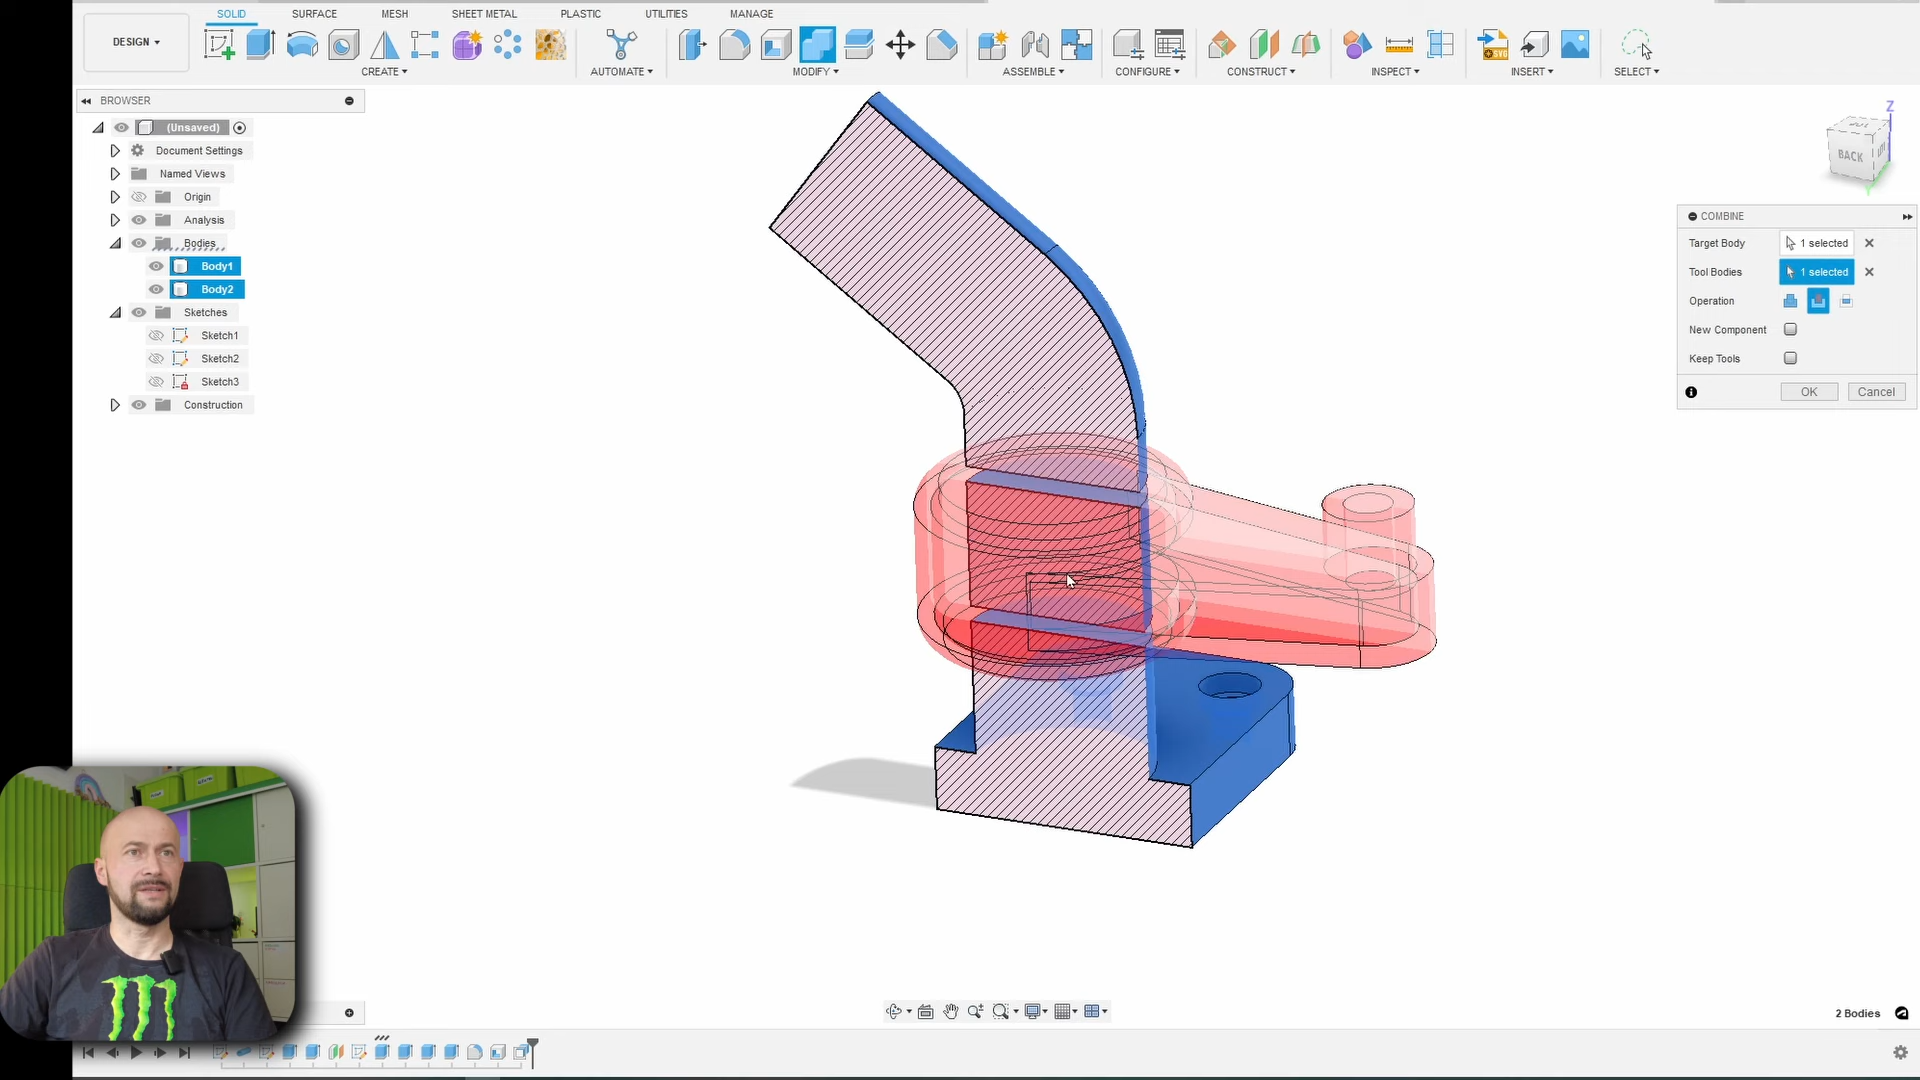 SOLID SURFACE MESH SHEET METAL PLASTIC UTILITIES MANAGE
DESIGN
CREATE AUTOMATE MODIFY ASSEMBLE CONFIGURE CONSTRUCT INSPECT INSERT SELECT
BROWSER
(Unsaved)
Document Settings
Named Views
Origin
Analysis
Bodies
Body1
Body2
Sketches
Sketch1
Sketch2
Sketch3
Construction
Z
TOP
BACK
COMBINE
Target Body 1 selected
Tool Bodies 1 selected
Operation
New Component
Keep Tools
OK Cancel
2 Bodies